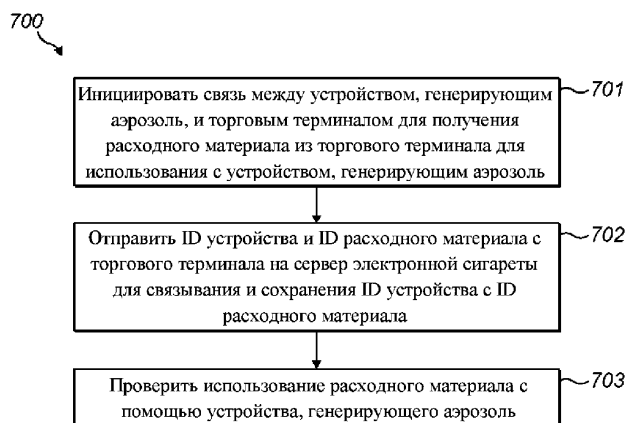 700
Инициировать связь между устройством, генерирующим
аэрозоль, и торговым терминалом для получения
расходного материала из торгового терминала для
использования с устройством, генерирующим аэрозоль
701
Отправить ID устройства и ID расходного материала с
торгового терминала на сервер электронной сигареты
для связывания и сохранения ID устройства с ID
расходного материала
702
Проверить использование расходного материала с
помощью устройства, генерирующего аэрозоль
703